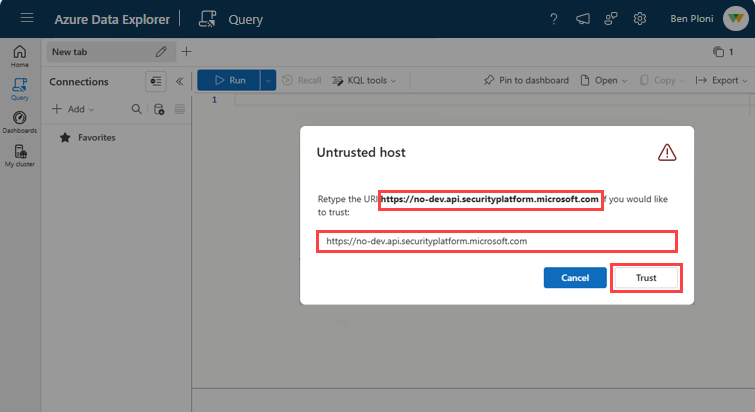 Azure Data Explorer Query ? Ben Ploni
Home
Query
Dashboards
My cluster
New tab 1
Connections
Add
Favorites
Run Recall KQL tools Pin to dashboard Open Copy Export
1
Untrusted host
Retype the URI https://no-dev.api.securityplatform.microsoft.com if you would like
to trust:
https://no-dev.api.securityplatform.microsoft.com
Cancel Trust